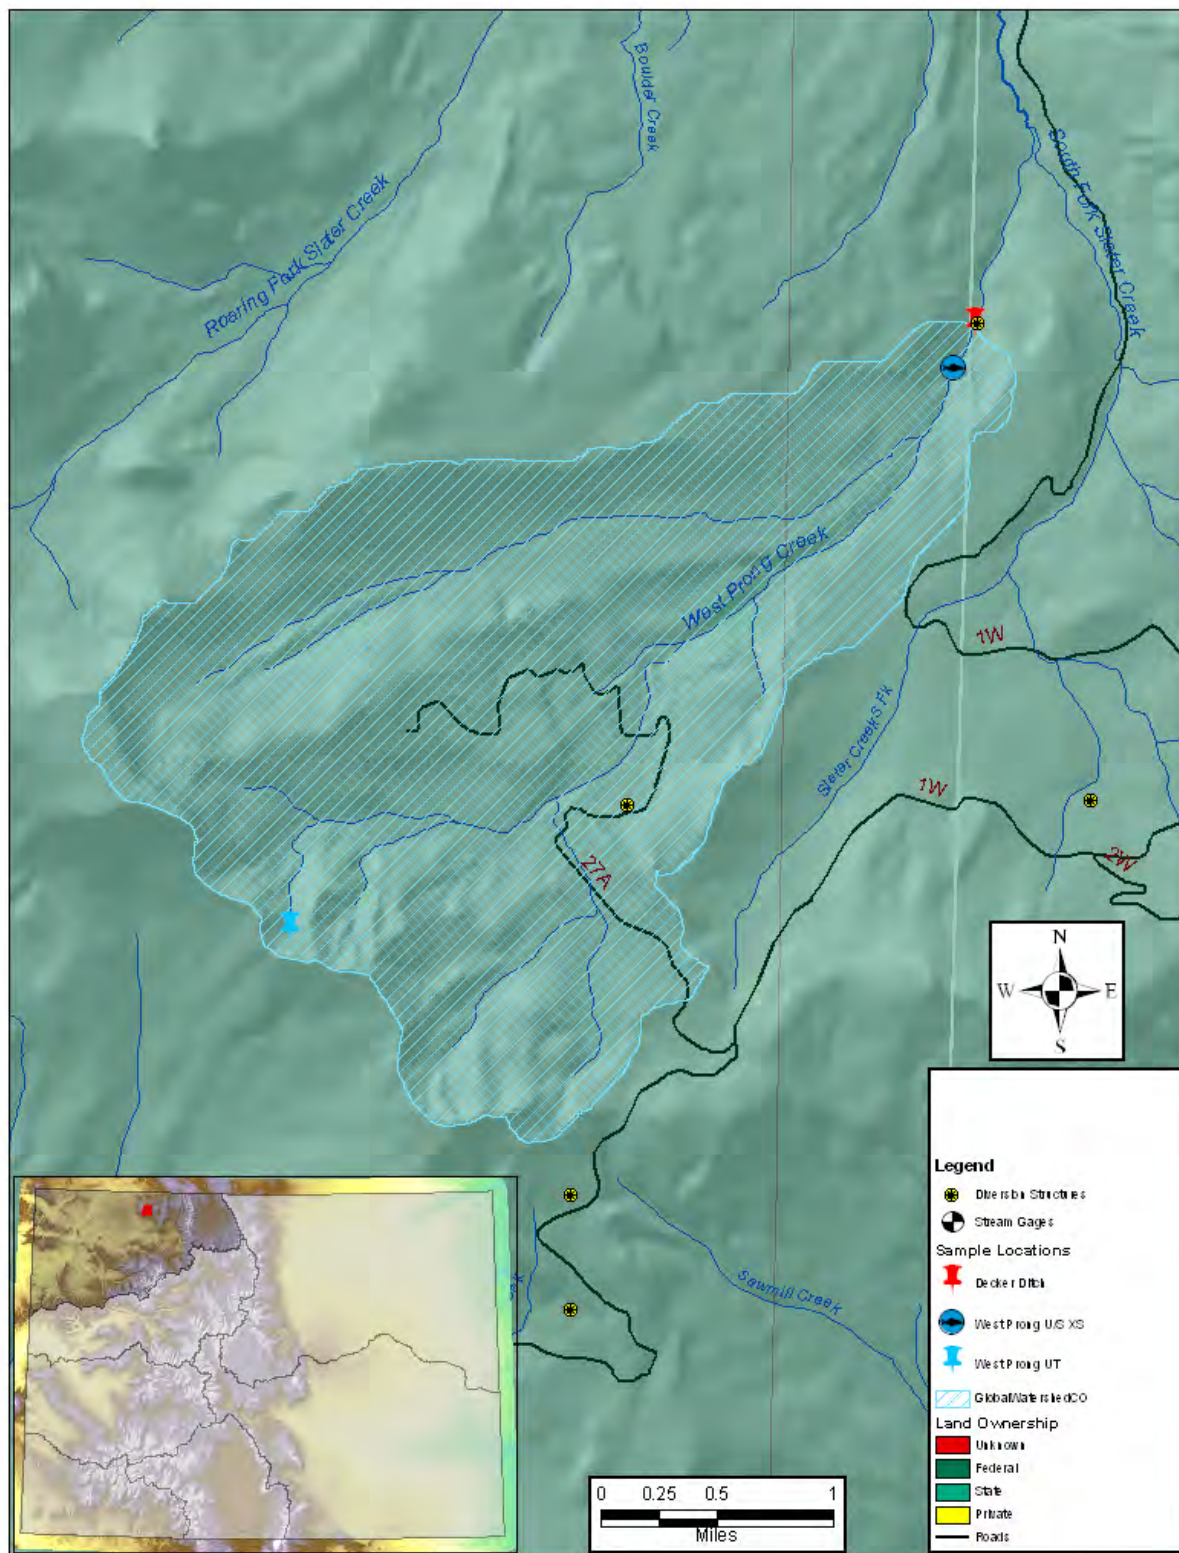 Boulder Creek
South Fork Slater Creek
Roaring Fork Slater Creek
West Prong Creek
1W
Slater Creek S Fk
1W
2W
27A
N
W E
S
Legend
Diversion Structures
Stream Gages
Sample Locations
Decker Ditch
West Prong U/S XS
West Prong UT
GlobalWatershedCO
Land Ownership
Unknown
Federal
State
Private
Roads
Sawmill Creek
0 0.25 0.5 1
Miles